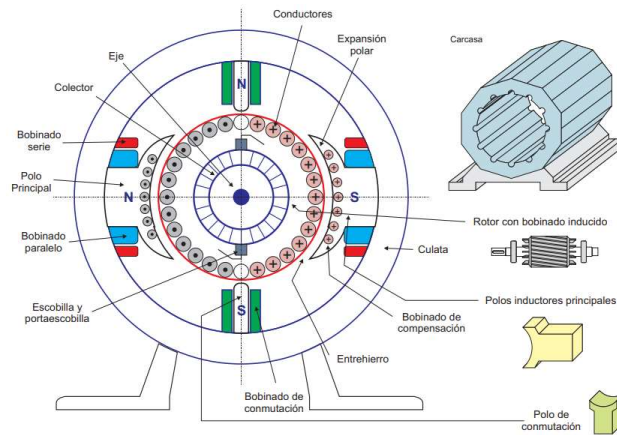 Conductores
Eje
Expansión
polar
Carcasa
Colector
N
Bobinado
serie
Polo
Principal
N
S
Rotor con bobinado inducido
Bobinado
paralelo
Culata
S
Polos inductores principales
Escobilla y
portaescobilla
Bobinado de
compensación
Entrehierro
Bobinado de
conmutación
Polo de
conmutación